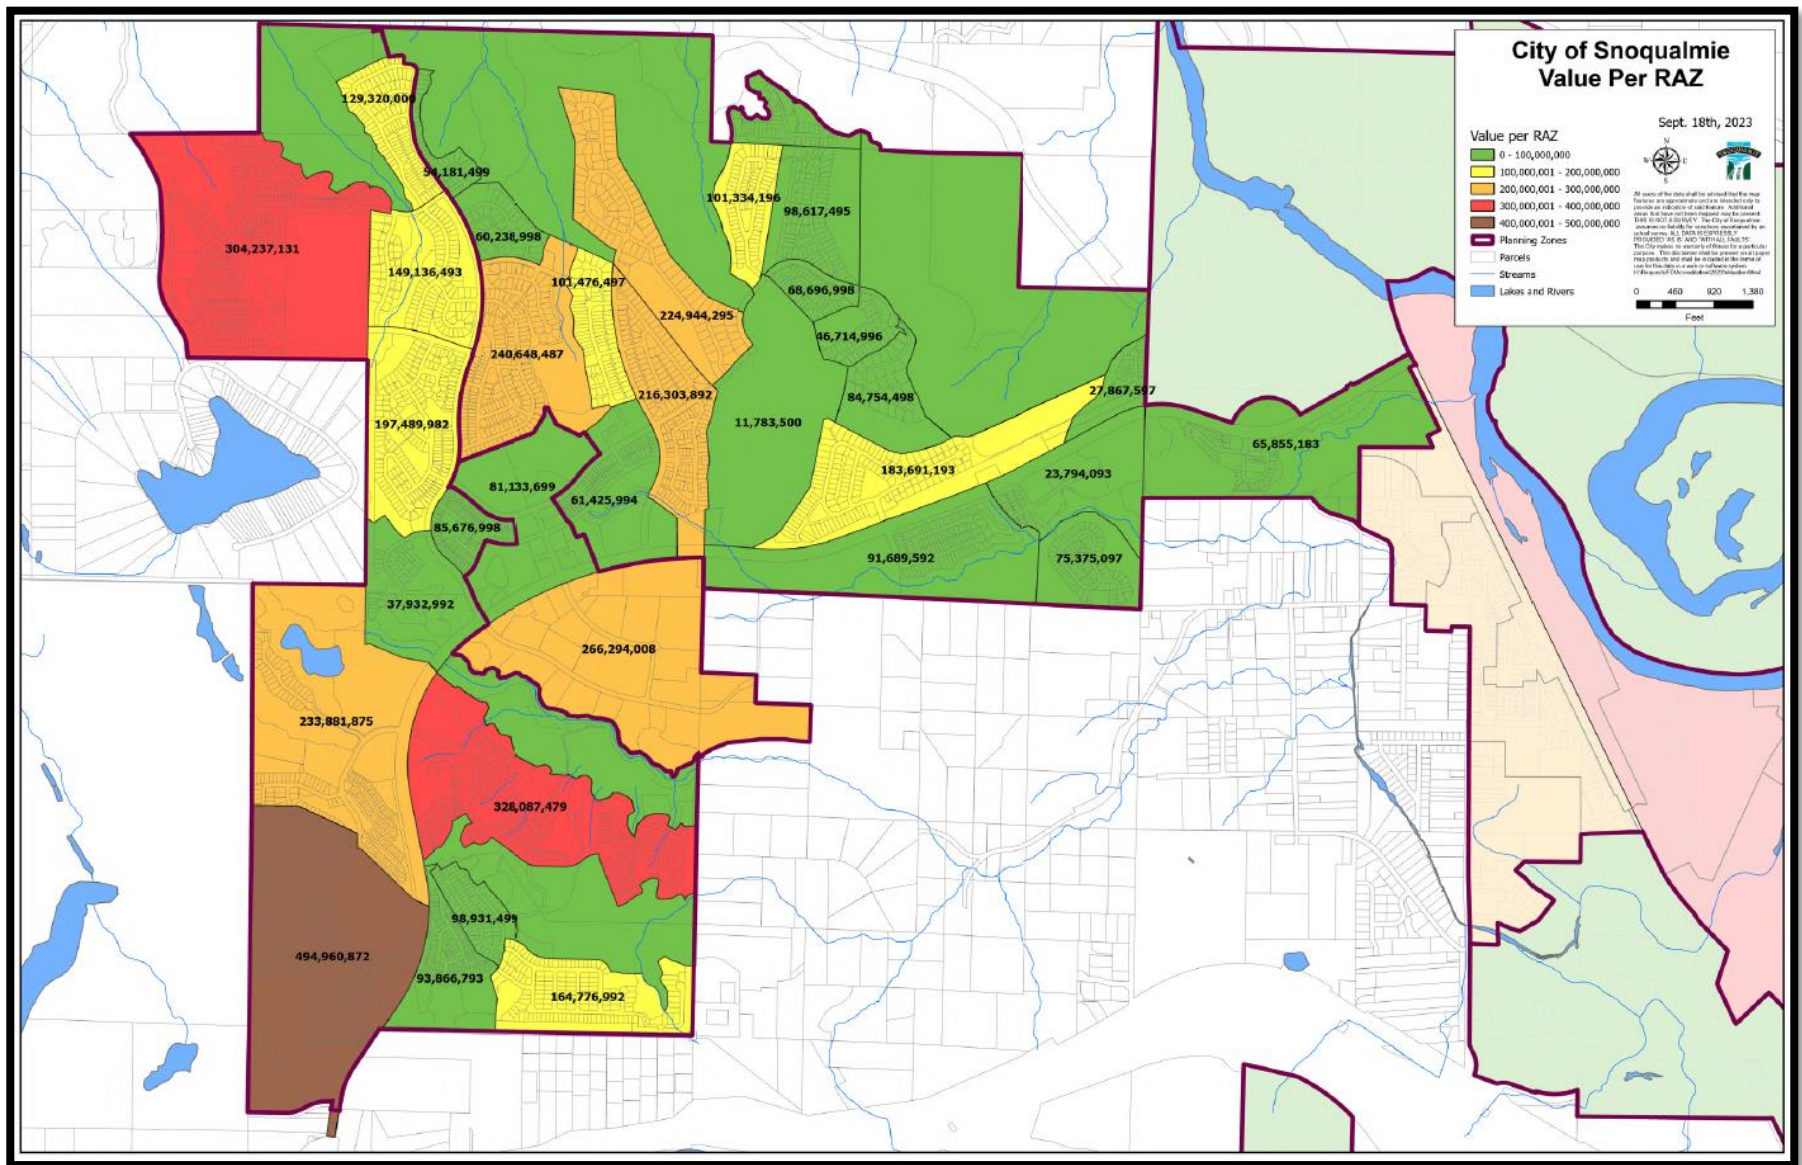 City of Snoqualmie
Value Per RAZ
Sept. 18th, 2023
Value per RAZ
0 - 100,000,000
100,000,001 - 200,000,000
200,000,001 - 300,000,000
300,000,001 - 400,000,000
400,000,001 - 500,000,000
Planning Zones
Parcels
Streams
Lakes and Rivers
N
W
E
S
0 460 920 1,380
Feet
129,320,000
94,181,499
101,334,196
98,617,495
304,237,131
60,238,998
149,136,493
101,476,497
68,696,998
224,944,295
46,714,996
240,648,487
216,303,892
27,867,597
84,754,498
197,489,982
11,783,500
65,855,183
183,691,193
23,794,093
81,133,699
61,425,994
85,676,998
91,689,592
75,375,097
37,932,992
266,294,008
233,881,875
328,087,479
98,931,499
494,960,872
93,866,793
164,776,992